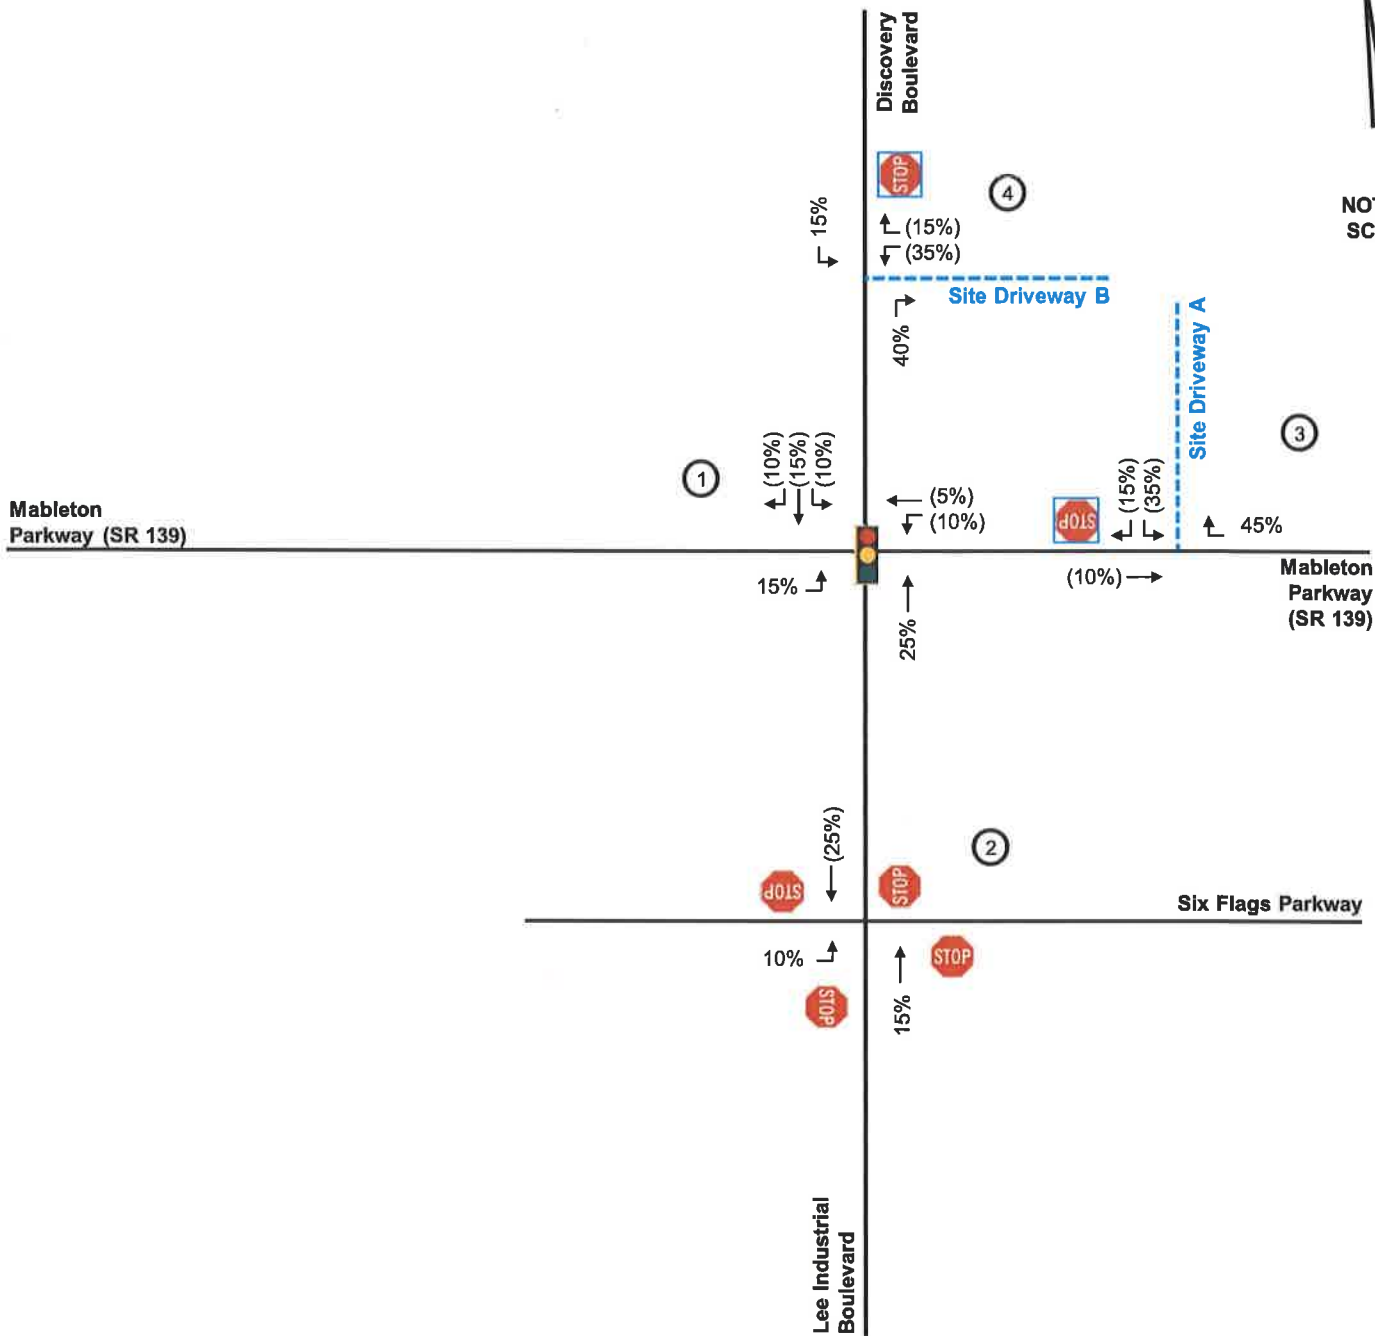 Discovery
Boulevard
STOP
4
15%
(15%)
(35%)
Site Driveway B
40%
Site Driveway A
3
1
(10%)
(15%)
(10%)
Mableton
Parkway (SR 139)
(5%)
(10%)
STOP
(15%)
(35%)
45%
15%
25%
(10%)
Mableton
Parkway
(SR 139)
2
(25%)
STOP
STOP
Six Flags Parkway
10%
15%
STOP
STOP
Lee Industrial
Boulevard